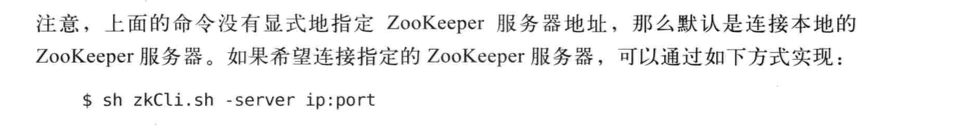 注意，上面的命令没有显式地指定 ZooKeeper 服务器地址，那么默认是连接本地的
ZooKeeper 服务器。如果希望连接指定的 ZooKeeper 服务器，可以通过如下方式实现：
$ sh zkCli.sh -server ip:port